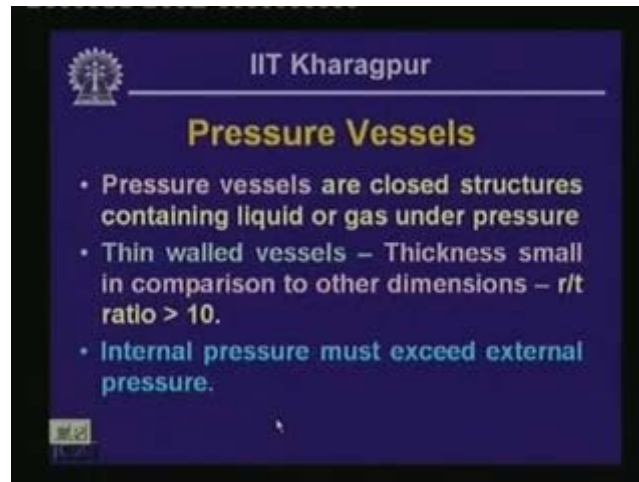 IIT Kharagpur
Pressure Vessels
• Pressure vessels are closed structures
containing liquid or gas under pressure
• Thin walled vessels – Thickness small
in comparison to other dimensions – r/t
ratio > 10.
• Internal pressure must exceed external
pressure.